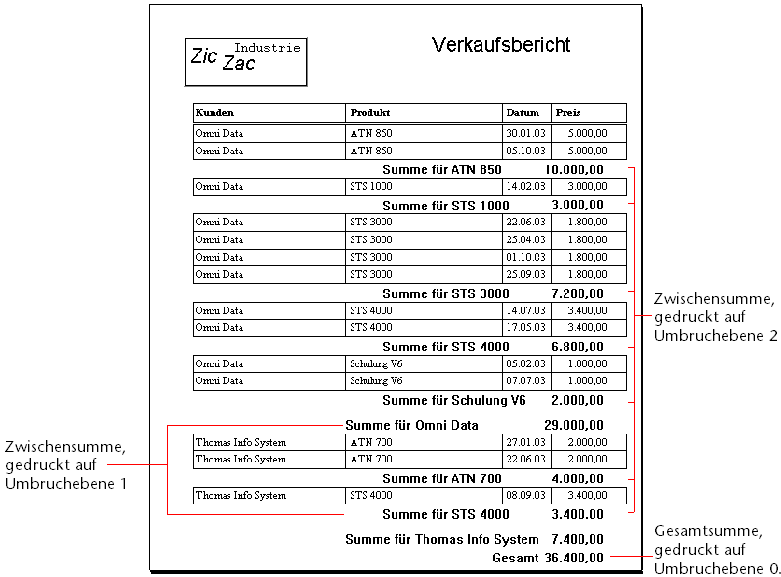 Zic Zac Industrie
Verkaufsbericht
Kunden Produkt Datum Preis
Omni Data ATN 850 30.01.03 5.000,00
Omni Data ATN 850 05.10.03 5.000,00
Summe für ATN 850 10.000,00
Omni Data STS 1000 14.02.03 3.000,00
Summe für STS 1000 3.000,00
Omni Data STS 3000 22.06.03 1.800,00
Omni Data STS 3000 25.04.03 1.800,00
Omni Data STS 3000 01.10.03 1.800,00
Omni Data STS 3000 25.09.03 1.800,00
Summe für STS 3000 7.200,00
Omni Data STS 4000 14.07.03 3.400,00
Omni Data STS 4000 17.05.03 3.400,00
Summe für STS 4000 6.800,00
Omni Data Schulung V6 05.02.03 1.000,00
Omni Data Schulung V6 07.07.03 1.000,00
Summe für Schulung V6 2.000,00
Summe für Omni Data 29.000,00
Thomas Info System ATN 700 27.01.03 2.000,00
Thomas Info System ATN 700 22.06.03 2.000,00
Summe für ATN 700 4.000,00
Thomas Info System STS 4000 08.09.03 3.400,00
Summe für STS 4000 3.400.00
Summe für Thomas Info System 7.400,00
Gesamt 36.400,00
Zwischensumme,
gedruckt auf
Umbruchebene 2
Zwischensumme,
gedruckt auf
Umbruchebene 1
Gesamtsumme,
gedruckt auf
Umbruchebene 0.